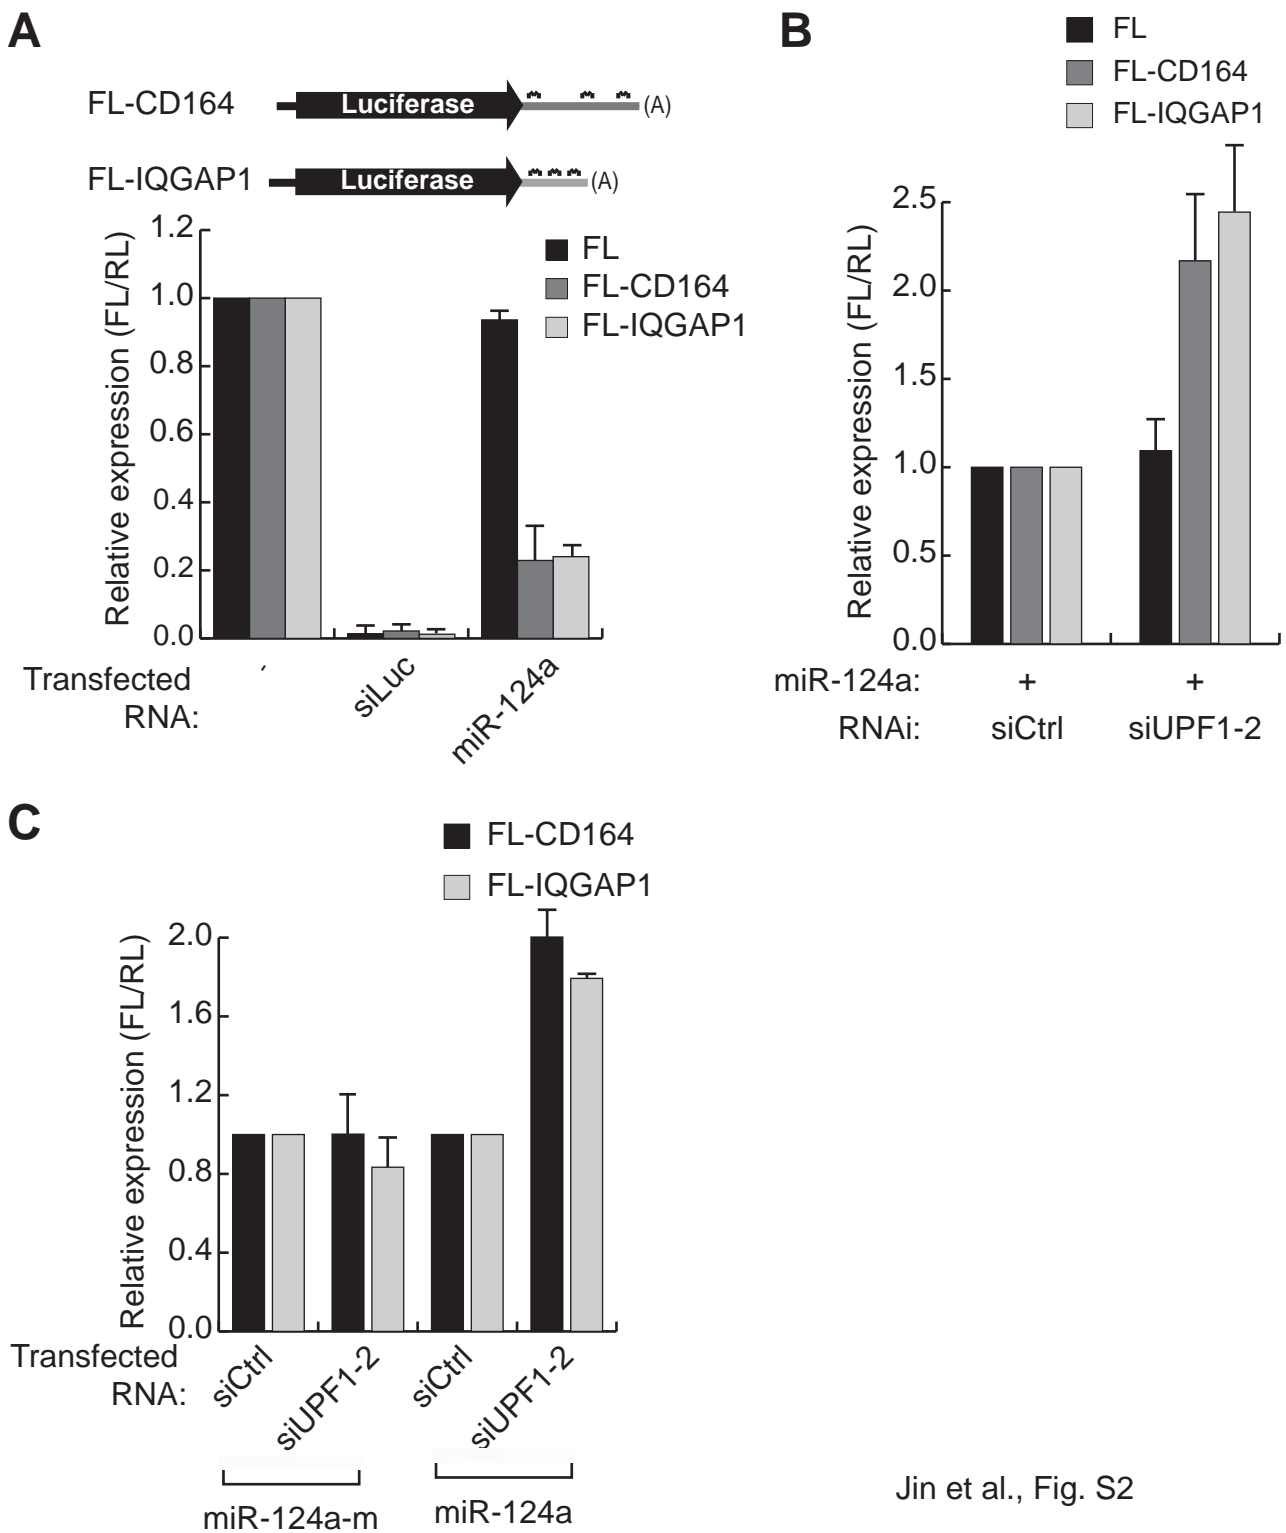 A
FL-CD164
Luciferase
(A)
FL-IQGAP1
Luciferase
(A)
Relative expression (FL/RL)
1.2
1.0
0.8
0.6
0.4
0.2
0.0
FL
FL-CD164
FL-IQGAP1
Transfected
RNA:
-
siLuc
miR-124a
B
FL
FL-CD164
FL-IQGAP1
Relative expression (FL/RL)
2.5
2.0
1.5
1.0
0.5
0.0
miR-124a: + +
RNAi: siCtrl siUPF1-2
C
FL-CD164
FL-IQGAP1
Relative expression (FL/RL)
2.0
1.6
1.2
0.8
0.4
0.0
Transfected
RNA:
siCtrl
siUPF1-2
siCtrl
siUPF1-2
miR-124a-m
miR-124a
Jin et al., Fig. S2